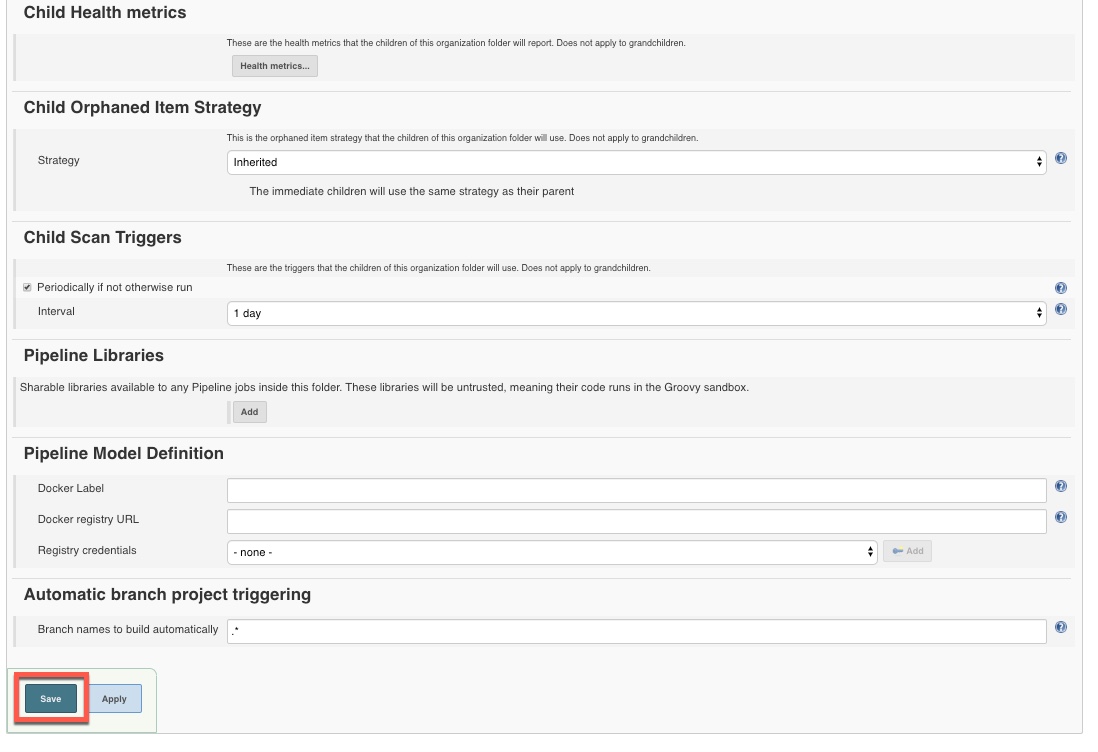 Child Health metrics
These are the health metrics that the children of this organization folder will report. Does not apply to grandchildren.
Health metrics...
Child Orphaned Item Strategy
This is the orphaned item strategy that the children of this organization folder will use. Does not apply to grandchildren.
Strategy
Inherited
The immediate children will use the same strategy as their parent
Child Scan Triggers
These are the triggers that the children of this organization folder will use. Does not apply to grandchildren.
Periodically if not otherwise run
Interval
1 day
Pipeline Libraries
Sharable libraries available to any Pipeline jobs inside this folder. These libraries will be untrusted, meaning their code runs in the Groovy sandbox.
Add
Pipeline Model Definition
Docker Label
Docker registry URL
Registry credentials
- none -
Add
Automatic branch project triggering
Branch names to build automatically
.*
Save
Apply